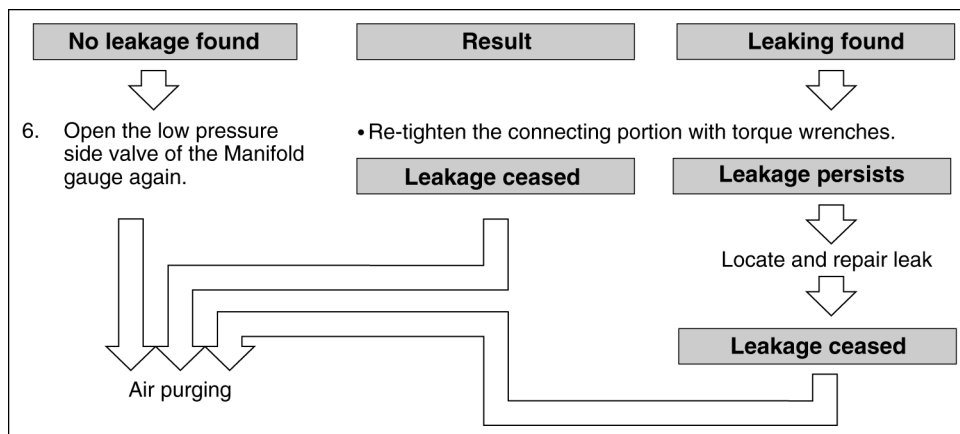 No leakage found
Result
Leaking found
6. Open the low pressure
side valve of the Manifold
gauge again.
• Re-tighten the connecting portion with torque wrenches.
Leakage ceased
Leakage persists
Locate and repair leak
Leakage ceased
Air purging